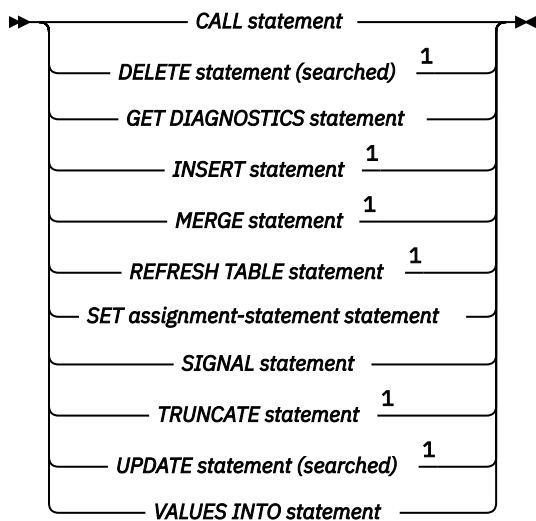 CALL statement
DELETE statement (searched) 1
GET DIAGNOSTICS statement
INSERT statement 1
MERGE statement 1
REFRESH TABLE statement 1
SET assignment-statement statement
SIGNAL statement
TRUNCATE statement 1
UPDATE statement (searched) 1
VALUES INTO statement